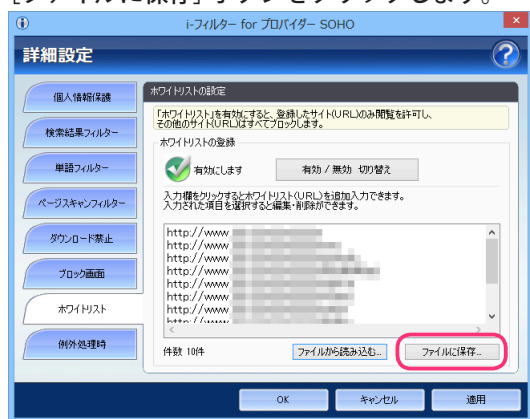 [ファイルに保存] ボタンをクリックします。
i-フィルター for プロバイダー SOHO
詳細設定
?
個人情報保護
検索結果フィルター
単語フィルター
ページスキャンフィルター
ダウンロード禁止
ブロック画面
ホワイトリスト
例外処理時
ホワイトリストの設定
「ホワイトリスト」を有効にすると、登録したサイト(URL)のみ閲覧を許可し、
その他のサイト(URL)はすべてブロックします。
ホワイトリストの登録
有効にします
有効 / 無効 切り替え
入力欄をクリックするとホワイトリスト(URL)を追加入力できます。
入力された項目を選択すると編集・削除ができます。
http://www
http://www
http://www
http://www
http://www
http://www
http://www
件数 10件
ファイルから読み込む...
ファイルに保存...
OK
キャンセル
適用